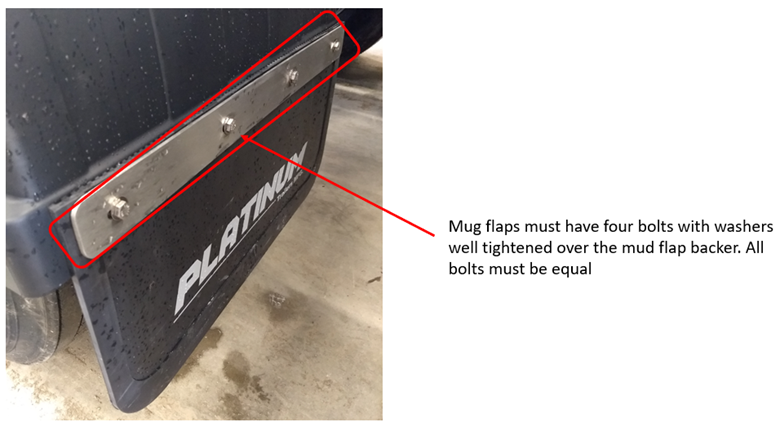 PLATINUM
Mug flaps must have four bolts with washers
well tightened over the mud flap backer. All
bolts must be equal